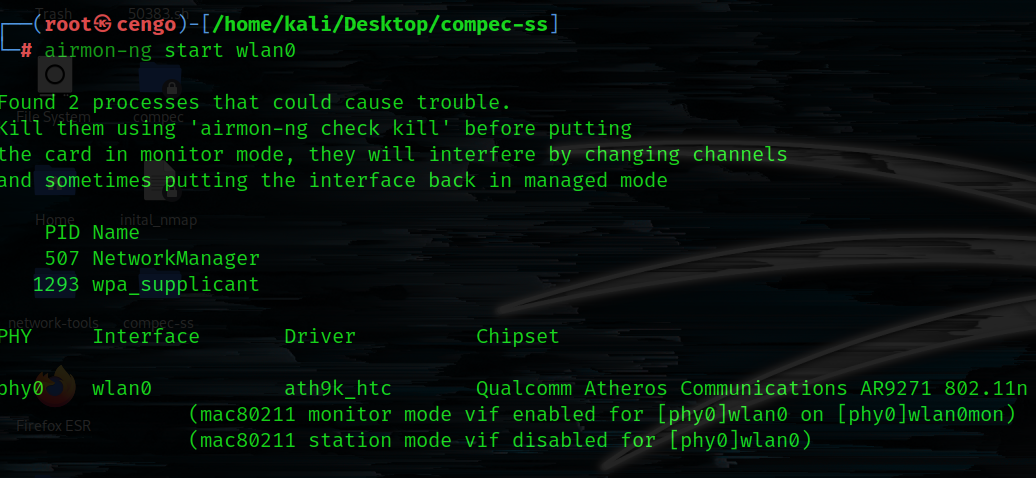 Trash 50383.sh
┌──(root㉿cengo)-[/home/kali/Desktop/compec-ss]
└─# airmon-ng start wlan0
Found 2 processes that could cause trouble.
File System compec
Kill them using 'airmon-ng check kill' before putting
the card in monitor mode, they will interfere by changing channels
and sometimes putting the interface back in managed mode
Home inital_nmap
PID Name
507 NetworkManager
1293 wpa_supplicant
network-tools compec-ss
PHY Interface Driver Chipset
phy0 wlan0 ath9k_htc Qualcomm Atheros Communications AR9271 802.11n
(mac80211 monitor mode vif enabled for [phy0]wlan0 on [phy0]wlan0mon)
Firefox ESR
(mac80211 station mode vif disabled for [phy0]wlan0)